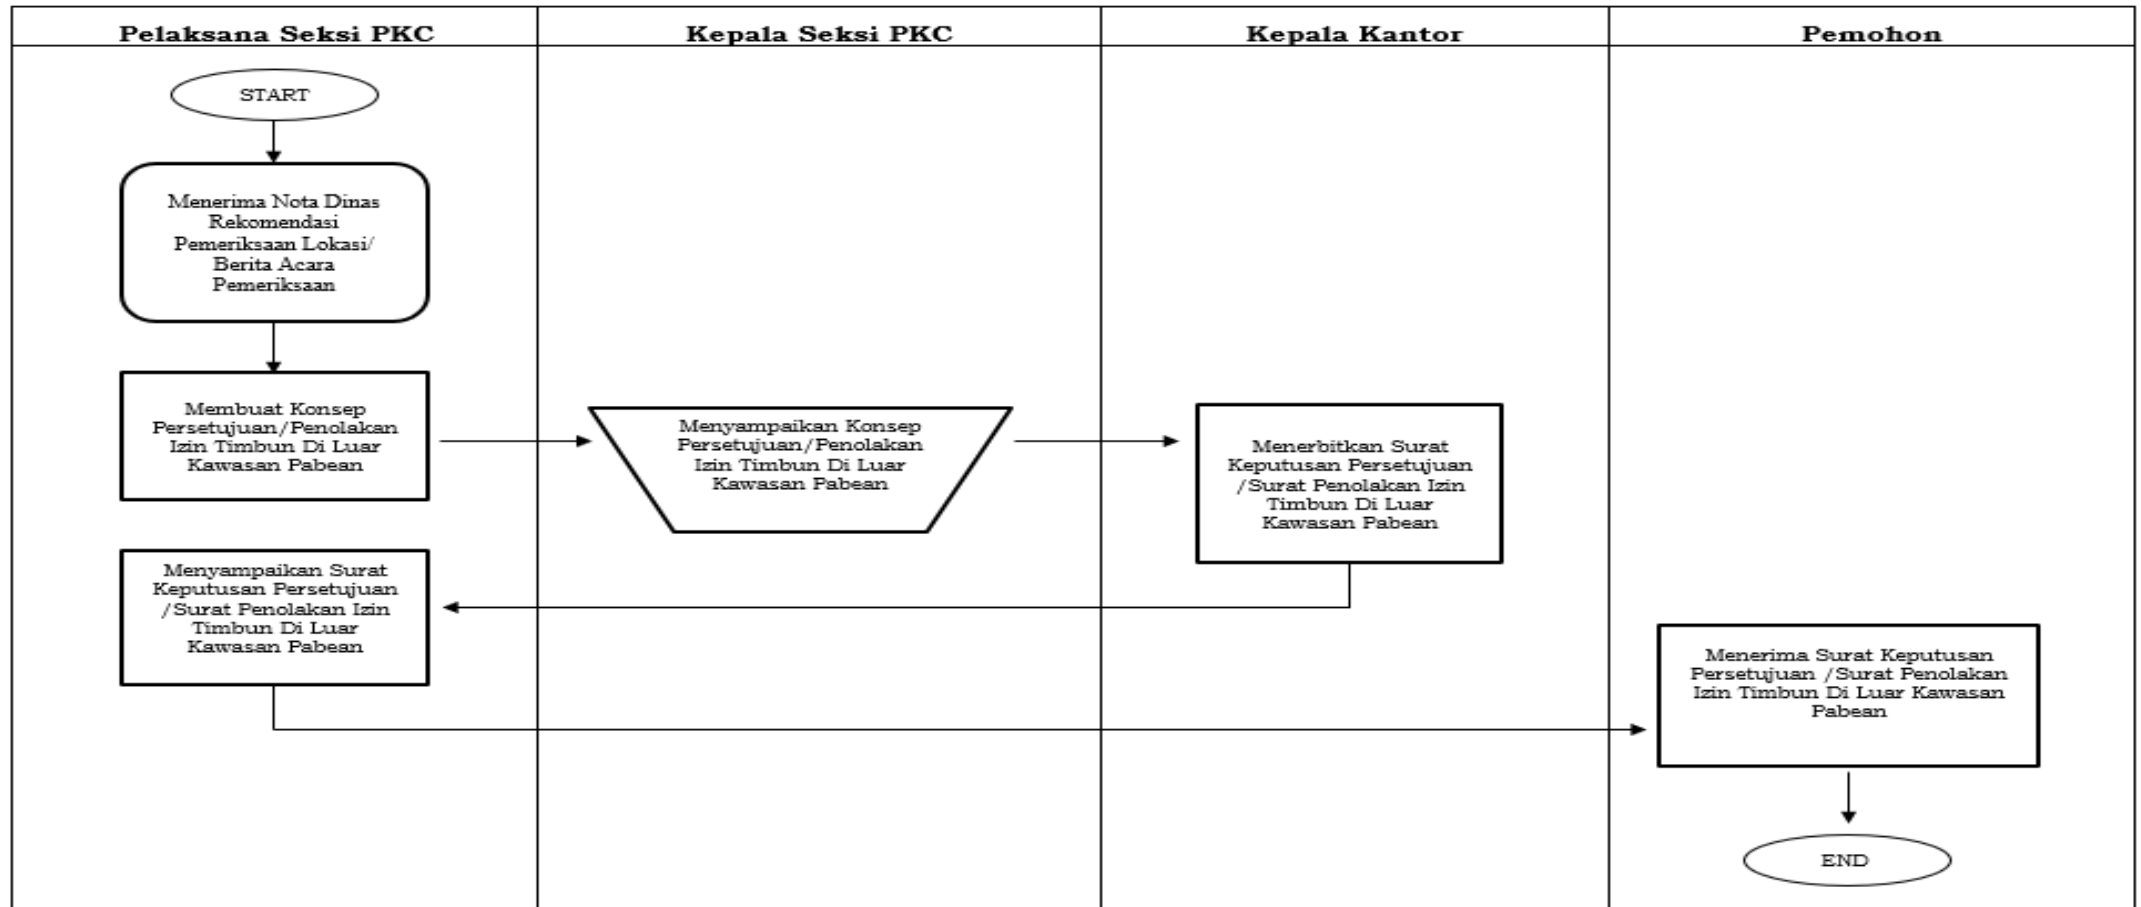 Pelaksana Seksi PKC
Kepala Seksi PKC
Kepala Kantor
Pemohon
START
Menerima Nota Dinas
Rekomendasi
Pemeriksaan Lokasi/
Berita Acara
Pemeriksaan
Membuat Konsep
Persetujuan/Penolakan
Izin Timbun Di Luar
Kawasan Pabean
Menyampaikan Konsep
Persetujuan/Penolakan
Izin Timbun Di Luar
Kawasan Pabean
Menerbitkan Surat
Keputusan Persetujuan
/Surat Penolakan Izin
Timbun Di Luar
Kawasan Pabean
Menyampaikan Surat
Keputusan Persetujuan
/Surat Penolakan Izin
Timbun Di Luar
Kawasan Pabean
Menerima Surat Keputusan
Persetujuan /Surat Penolakan
Izin Timbun Di Luar Kawasan
Pabean
END